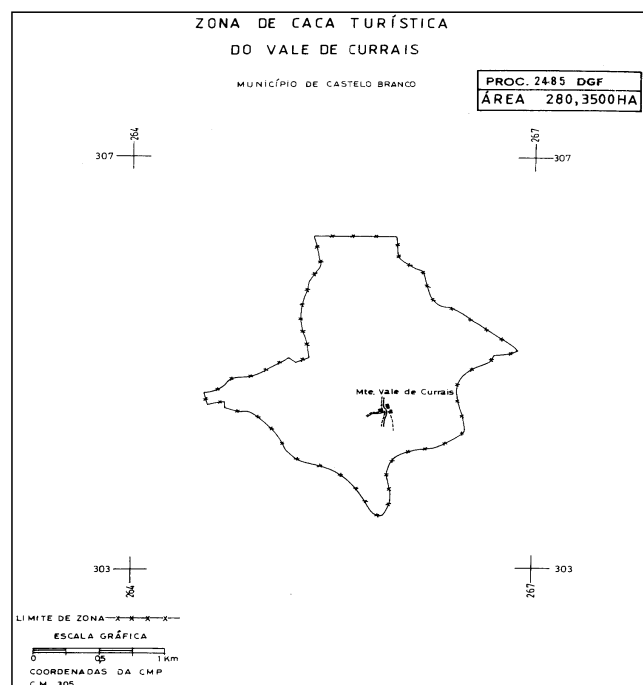 ZONA DE CACA TURÍSTICA
DO VALE DE CURRAIS
MUNICÍPIO DE CASTELO BRANCO
PROC. 2485 DGF
ÁREA 280,3500HA
264
267
307
307
Mte. Vale de Currais
303
303
264
267
LIMITE DE ZONA
ESCALA GRÁFICA
0 0,5 1 Km
COORDENADAS DA CMP
C.M. 305